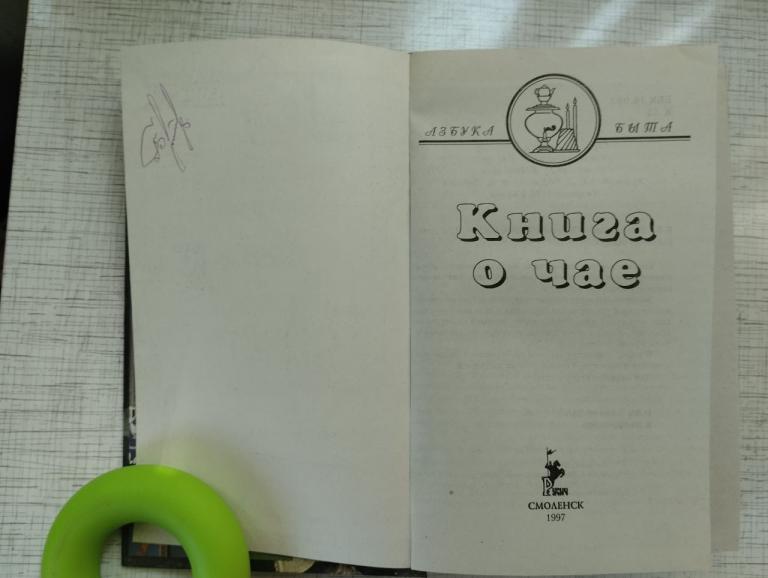 АЗБУКА БЫТА
Книга
о чае
Русич
СМОЛЕНСК
1997